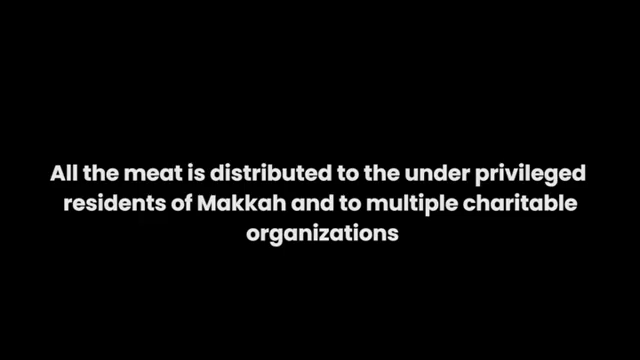 All the meat is distributed to the under privileged
residents of Makkah and to multiple charitable
organizations